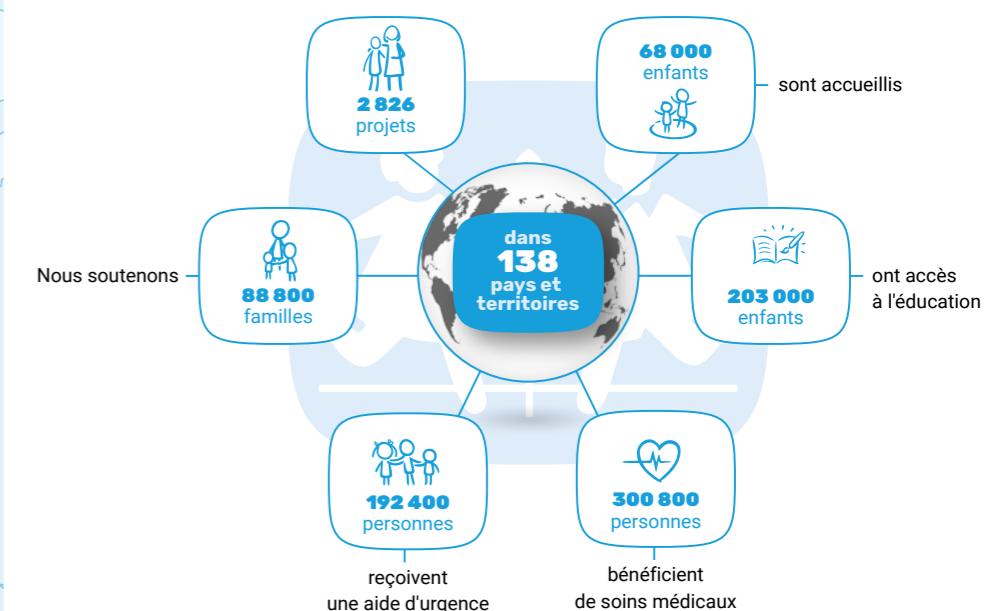 2 826
projets
68 000
enfants
sont accueillis
dans
138
pays et
territoires
Nous soutenons
88 800
familles
203 000
enfants
ont accès
à l'éducation
192 400
personnes
reçoivent
une aide d'urgence
300 800
personnes
bénéficient
de soins médicaux